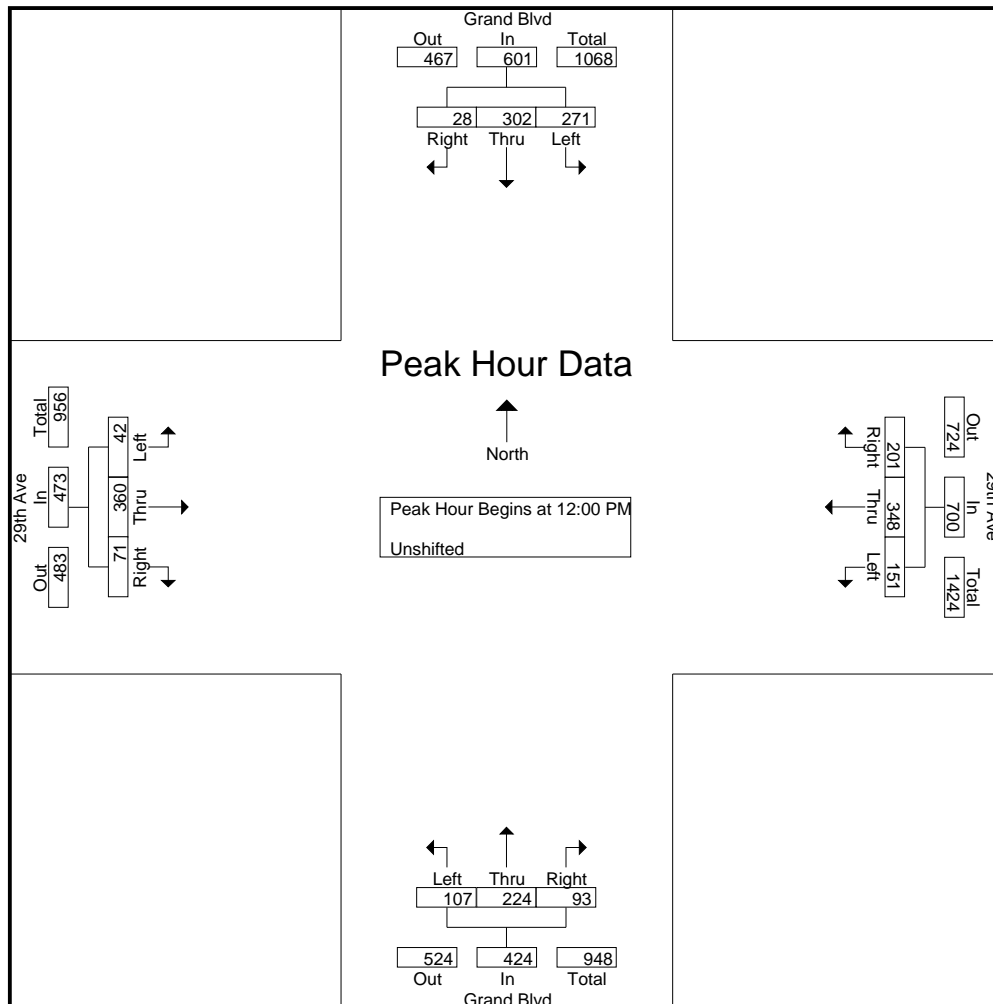 Grand Blvd
Out In Total
467 601 1068
28 302 271
Right Thru Left
Peak Hour Data
North
Peak Hour Begins at 12:00 PM
Unshifted
29th Ave
Total In Out
956 473 483
42 360 71
Left Thru Right
Right Thru Left
201 348 151
Out In Total
724 700 1424
29th Ave
Left Thru Right
107 224 93
524 424 948
Out In Total
Grand Blvd